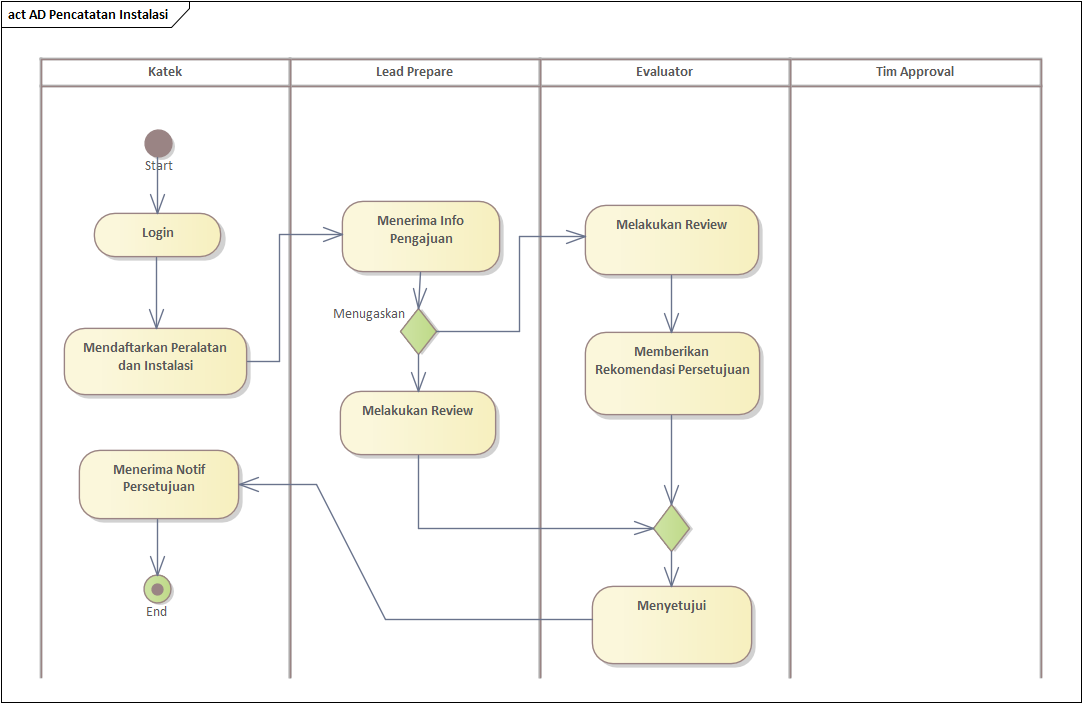 act AD Pencatatan Instalasi
Katek
Lead Prepare
Evaluator
Tim Approval
Start
Login
Mendaftarkan Peralatan
dan Instalasi
Menerima Notif
Persetujuan
End
Menerima Info
Pengajuan
Menugaskan
Melakukan Review
Melakukan Review
Memberikan
Rekomendasi Persetujuan
Menyetujui